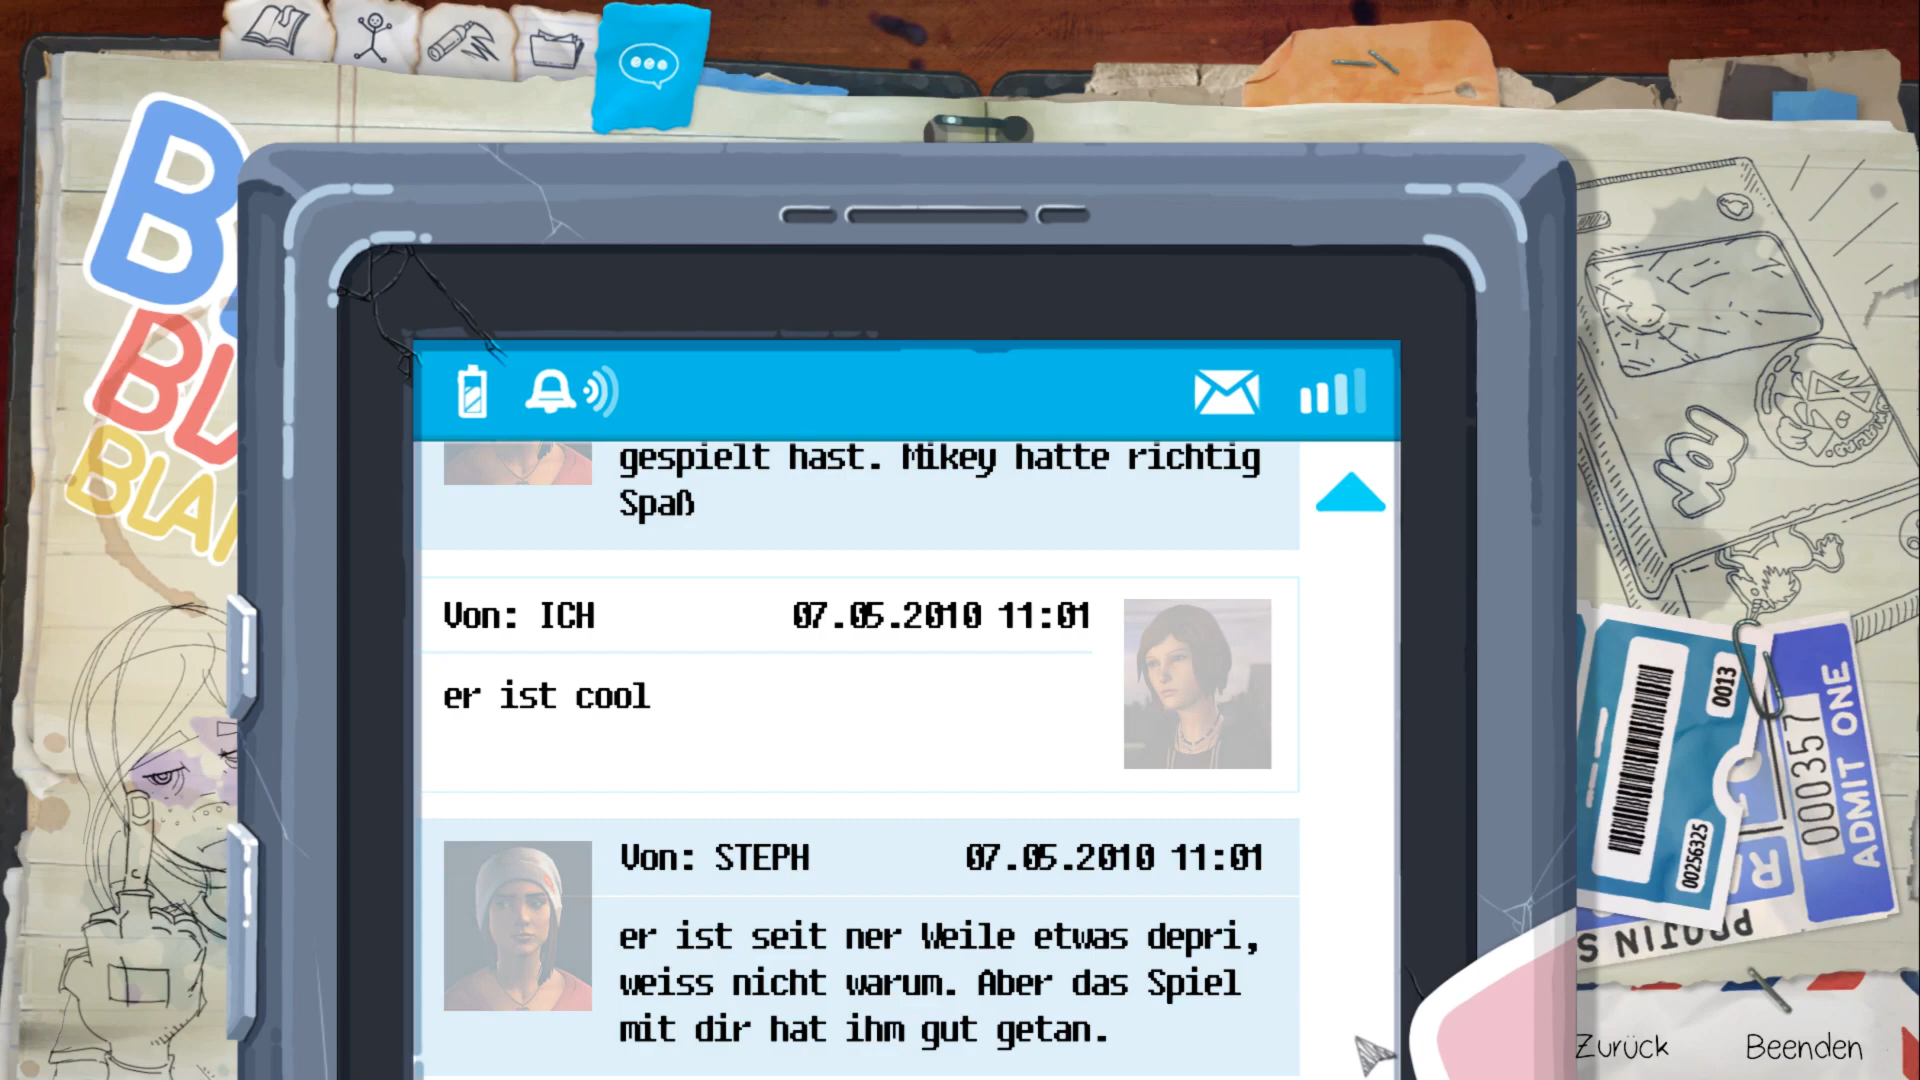 gespielt hast. Mikey hatte richtig
Spaß
Von: ICH 07.05.2010 11:01
er ist cool
Von: STEPH 07.05.2010 11:01
er ist seit ner Weile etwas depri,
weiss nicht warum. Aber das Spiel
mit dir hat ihm gut getan.
0013
00256325
000357
ADMIT ONE
Zurück
Beenden